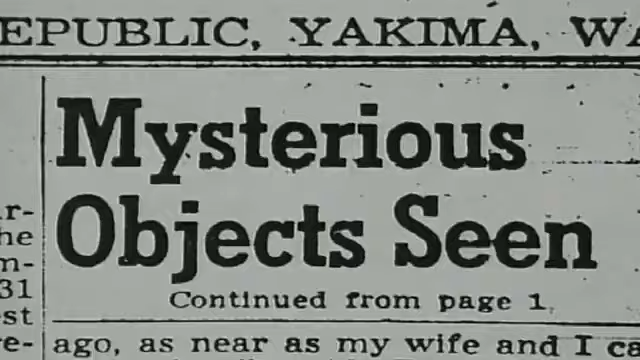 EPUBLIC, YAKIMA, WA
Mysterious
Objects Seen
Continued from page 1.
r-
he
m-
31
st
re-
ago, as near as my wife and I ca